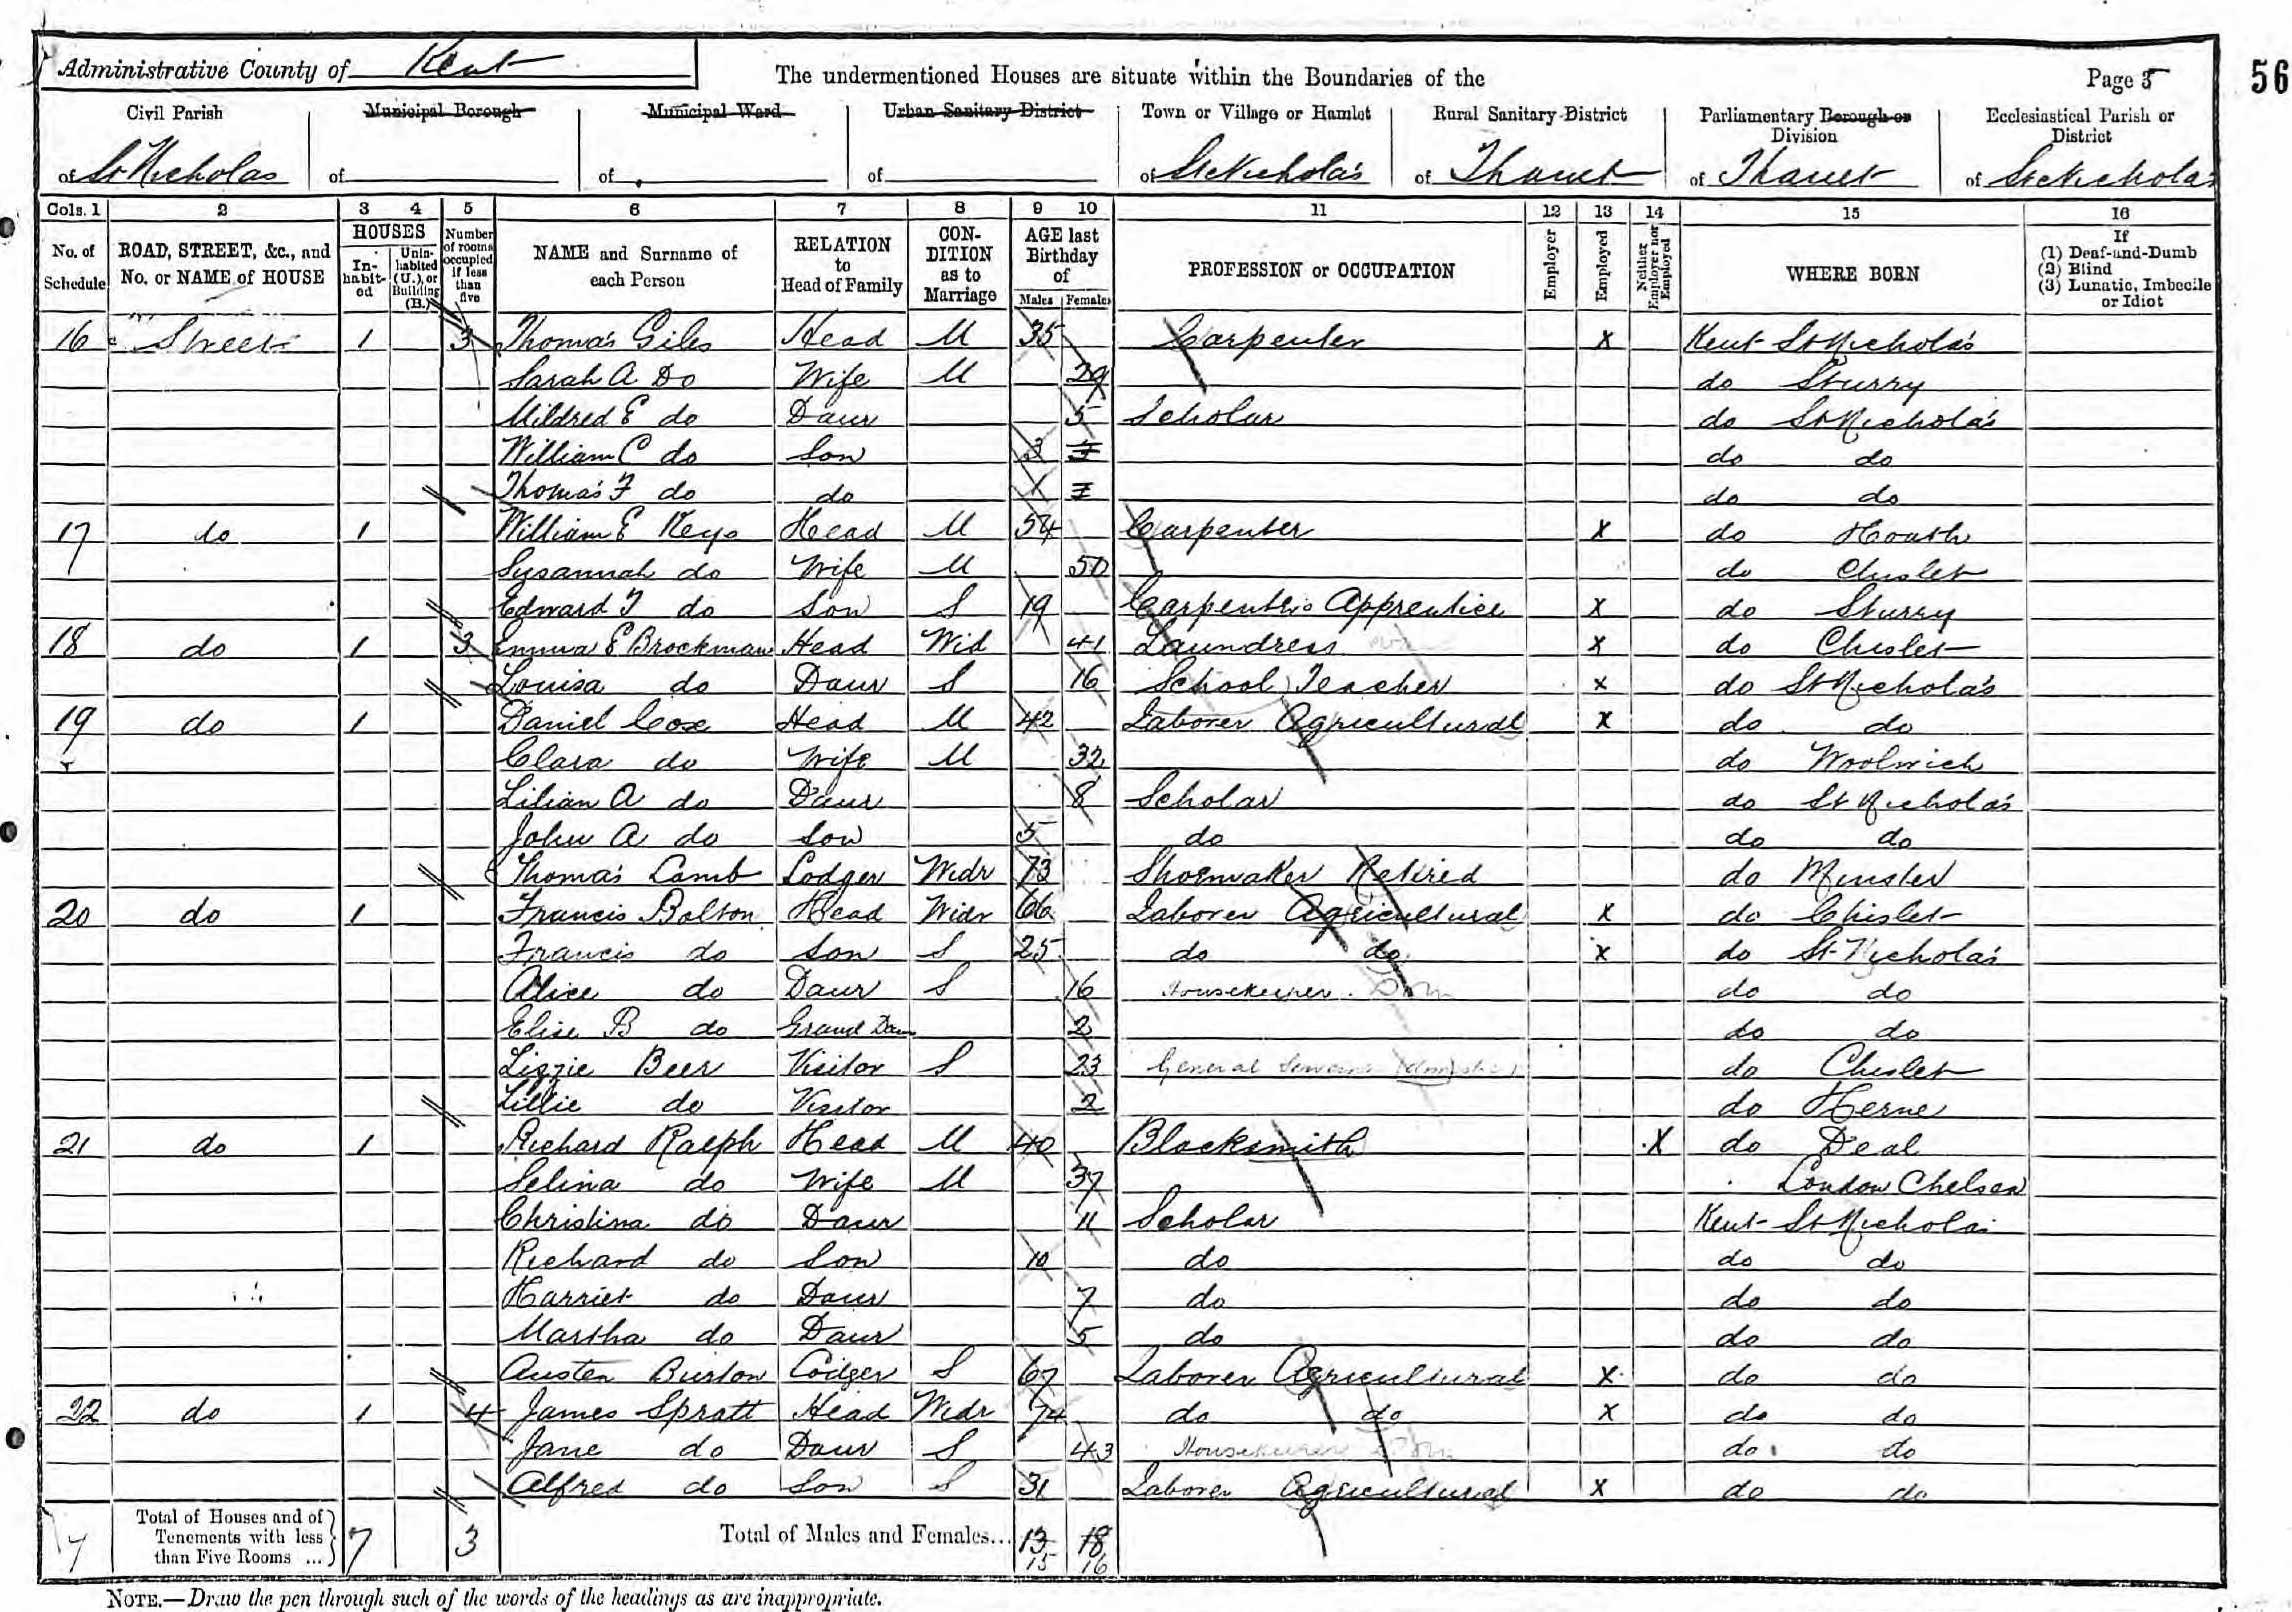 Administrative County of Kent
The undermentioned Houses are situate within the Boundaries of the
Page 5
56
Civil Parish Municipal Borough Municipal Ward Urban Sanitary District Town or Village or Hamlet Rural Sanitary District Parliamentary Borough or Division Ecclesiastical Parish or District
of St Nicholas of of of of St Nicholas of Thanet of Thanet of St Nicholas
Cols. 1 2 3 4 5 6 7 8 9 10 11 12 13 14 15 16
No. of Schedule ROAD, STREET, &c., and No. or NAME of HOUSE HOUSES In-habit-ed Unin-habited (U.), or Building (B.) Number of rooms occupied if less than five NAME and Surname of each Person RELATION to Head of Family CON-DITION as to Marriage AGE last Birthday of Males Females PROFESSION or OCCUPATION Employer Employed Neither Employer nor Employed WHERE BORN If (1) Deaf-and-Dumb (2) Blind (3) Lunatic, Imbecile or Idiot
16 Street 1 3 Thomas Giles Head M 35 Carpenter X Kent St Nicholas
Sarah A Do Wife M 29 do Sturry
Mildred E do Daur 5 Scholar do St Nicholas
William C do Son 3 do do
Thomas F do do 1 do do
17 do 1 William E Keys Head M 54 Carpenter X do Hoath
Susannah do Wife M 50 do Chislet
Edward T do Son S 19 Carpenters Apprentice X do Sturry
18 do 1 3 Emma E Brockman Head Wid 41 Laundress X do Chislet
Louisa do Daur S 16 School Teacher X do St Nicholas
19 do 1 Daniel Cox Head M 42 Laborer Agricultural X do do
Clara do Wife M 32 do Woolwich
Lilian A do Daur 8 Scholar do St Nicholas
John A do Son 5 do do do
Thomas Lamb Lodger Widr 73 Shoemaker Retired do Minster
20 do 1 Francis Bolton Head Widr 66 Laborer Agricultural X do Chislet
Francis do Son S 25 do do X do St Nicholas
Alice do Daur S 16 Housekeeper Dom do do
Elise B do Grand Daur 2 do do
Lizzie Beer Visitor S 23 General Servant (domestic) do Chislet
Lillie do Visitor 2 do Herne
21 do 1 Richard Ralph Head M 40 Blacksmith X do Deal
Selina do Wife M 37 London Chelsea
Christina do Daur 11 Scholar Kent St Nicholas
Richard do Son 10 do do do
Harriet do Daur 7 do do do
Martha do Daur 5 do do do
Austen Burton Lodger S 67 Laborer Agricultural X do do
22 do 1 4 James Spratt Head Widr 74 do do X do do
Jane do Daur S 43 Housekeeper Dom do do
Alfred do Son S 31 Laborer Agricultural X do do
7 Total of Houses and of Tenements with less than Five Rooms ... 7 3 Total of Males and Females... 13 18
15 16
NOTE.—Draw the pen through such of the words of the headings as are inappropriate.